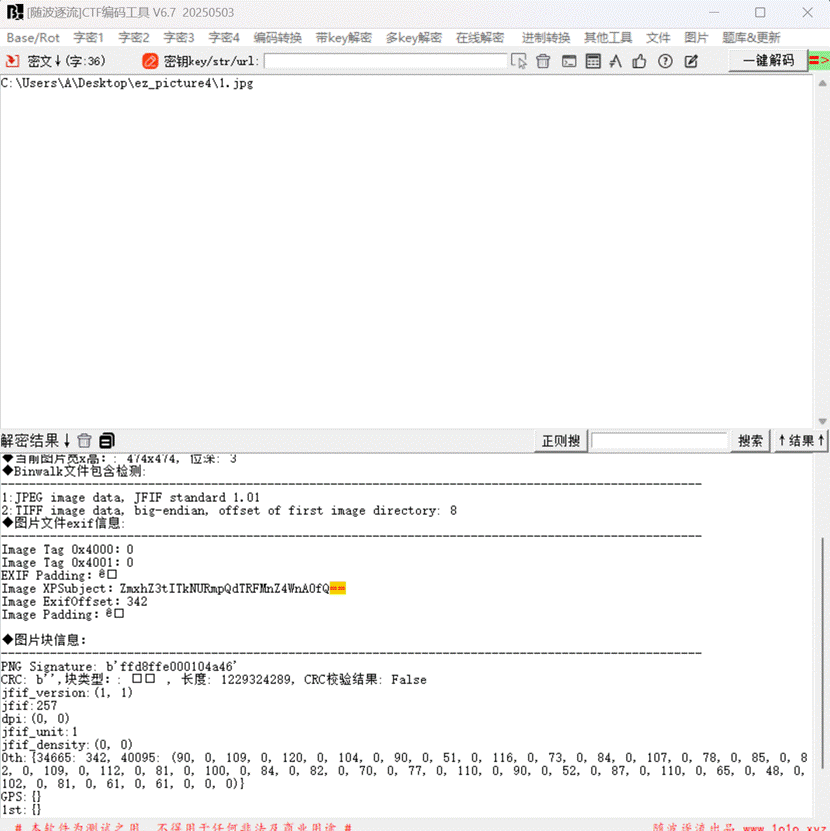 [随波逐流]CTF编码工具 V6.7 20250503
Base/Rot 字密1 字密2 字密3 字密4 编码转换 带key解密 多key解密 在线解密 进制转换 其他工具 文件 图片 题库&更新
密文↓(字:36) 密钥key/str/url: 一键解码 =>
C:\Users\A\Desktop\ez_picture4\1.jpg
解密结果↓ 正则搜 搜索 ↑结果↑
◆当前图片宽x高：: 474x474, 位深: 3
◆Binwalk文件包含检测:
1:JPEG image data, JFIF standard 1.01
2:TIFF image data, big-endian, offset of first image directory: 8
◆图片文件exif信息:
Image Tag 0x4000: 0
Image Tag 0x4001: 0
EXIF Padding:
Image XPSubject: ZmxhZ3tITkNURmpQdTRFMnZ4WnA0fQ
Image ExifOffset: 342
Image Padding:
◆图片块信息:
PNG Signature: b'ffd8ffe000104a46'
CRC: b'',块类型: : □□ , 长度: 1229324289, CRC校验结果: False
jfif_version:(1, 1)
jfif:257
dpi:(0, 0)
jfif_unit:1
jfif_density:(0, 0)
0th:{34665: 342, 40095: (90, 0, 109, 0, 120, 0, 104, 0, 90, 0, 51, 0, 116, 0, 73, 0, 84, 0, 107, 0, 78, 0, 85, 0, 8
2, 0, 109, 0, 112, 0, 81, 0, 100, 0, 84, 0, 82, 0, 70, 0, 77, 0, 110, 0, 90, 0, 52, 0, 87, 0, 110, 0, 65, 0, 48, 0,
102, 0, 81, 0, 61, 0, 61, 0, 0, 0)}
GPS:{}
1st:{}
# 本软件为测试之用，不得用于任何非法及商业用途 # 随波逐流出品 www.1o1o.xyz